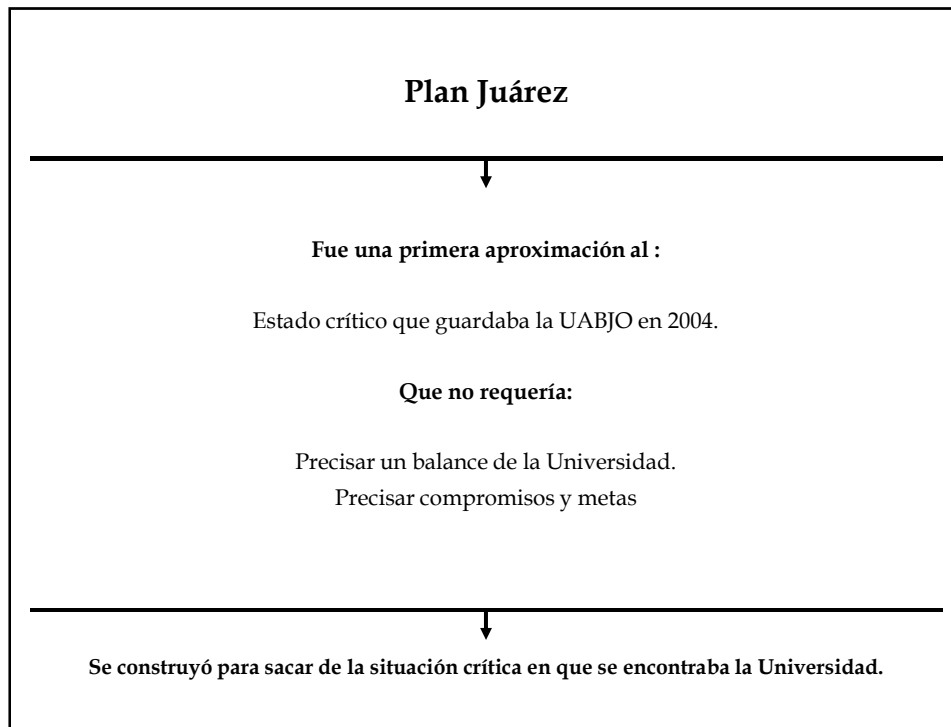 Plan Juárez
Fue una primera aproximación al :
Estado crítico que guardaba la UABJO en 2004.
Que no requería:
Precisar un balance de la Universidad.
Precisar compromisos y metas
Se construyó para sacar de la situación crítica en que se encontraba la Universidad.